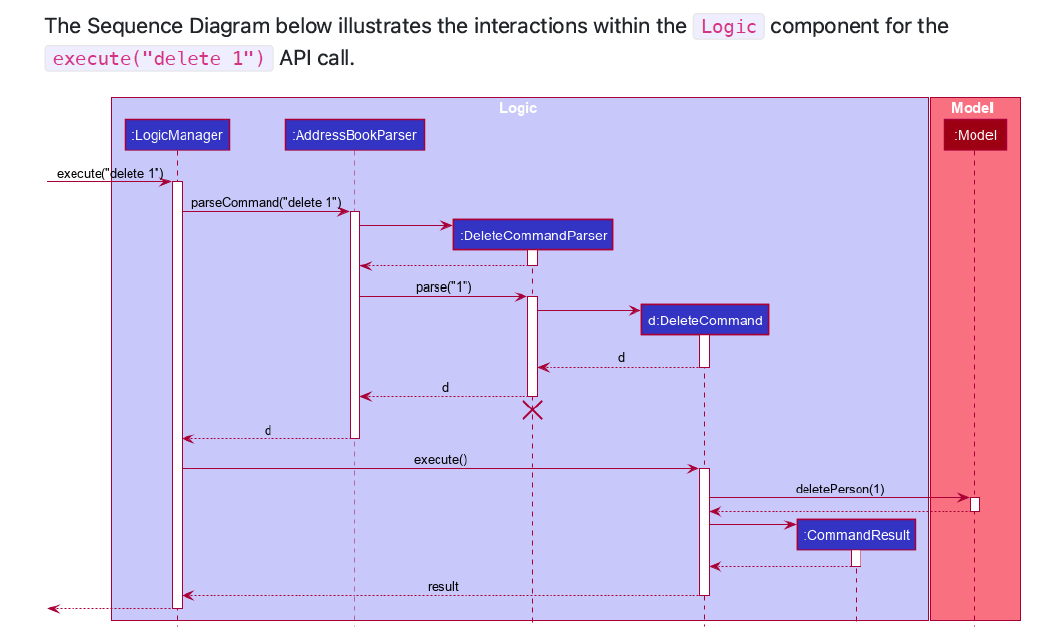 The Sequence Diagram below illustrates the interactions within the Logic component for the
execute("delete 1") API call.
Logic
Model
:LogicManager
:AddressBookParser
:Model
execute("delete 1")
parseCommand("delete 1")
:DeleteCommandParser
parse("1")
d:DeleteCommand
d
d
d
execute()
deletePerson(1)
:CommandResult
result